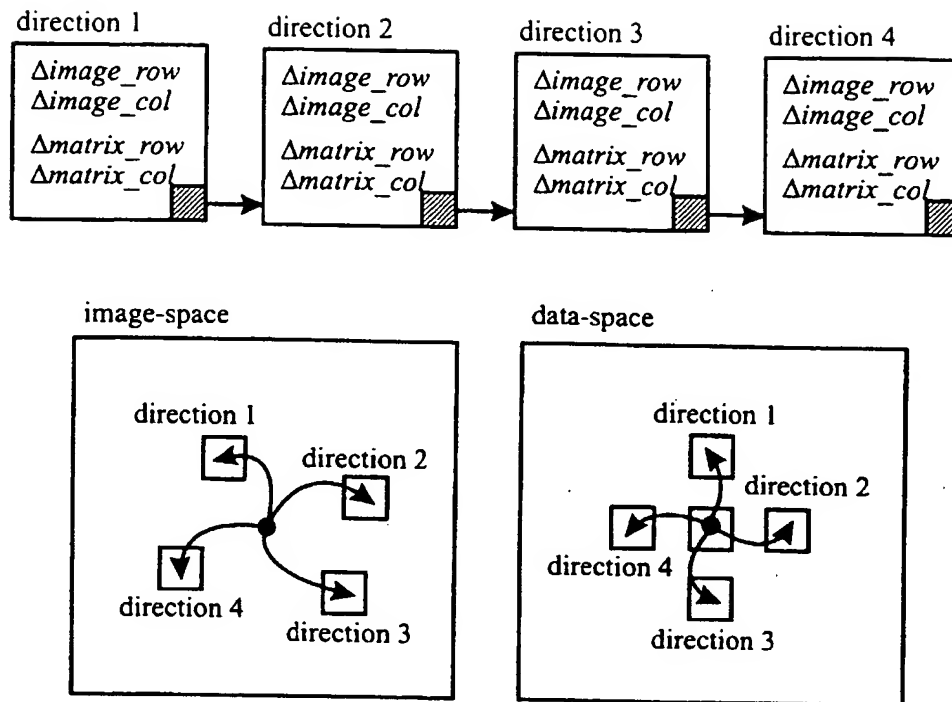 direction 1
Δimage_row
Δimage_col
Δmatrix_row
Δmatrix_col
direction 2
Δimage_row
Δimage_col
Δmatrix_row
Δmatrix_col
direction 3
Δimage_row
Δimage_col
Δmatrix_row
Δmatrix_col
direction 4
Δimage_row
Δimage_col
Δmatrix_row
Δmatrix_col
image-space
direction 1
direction 2
direction 4
direction 3
data-space
direction 1
direction 2
direction 4
direction 3